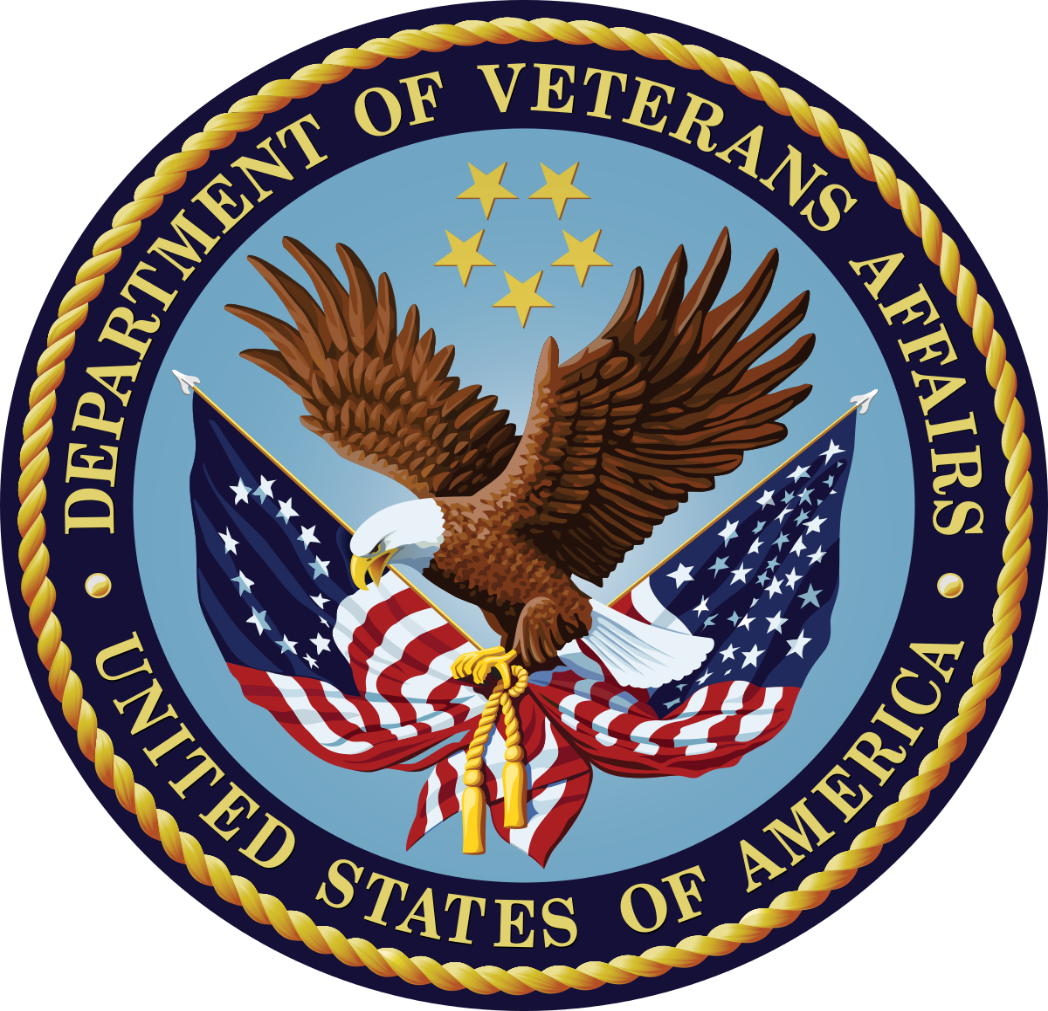 DEPARTMENT OF VETERANS AFFAIRS
UNITED STATES OF AMERICA